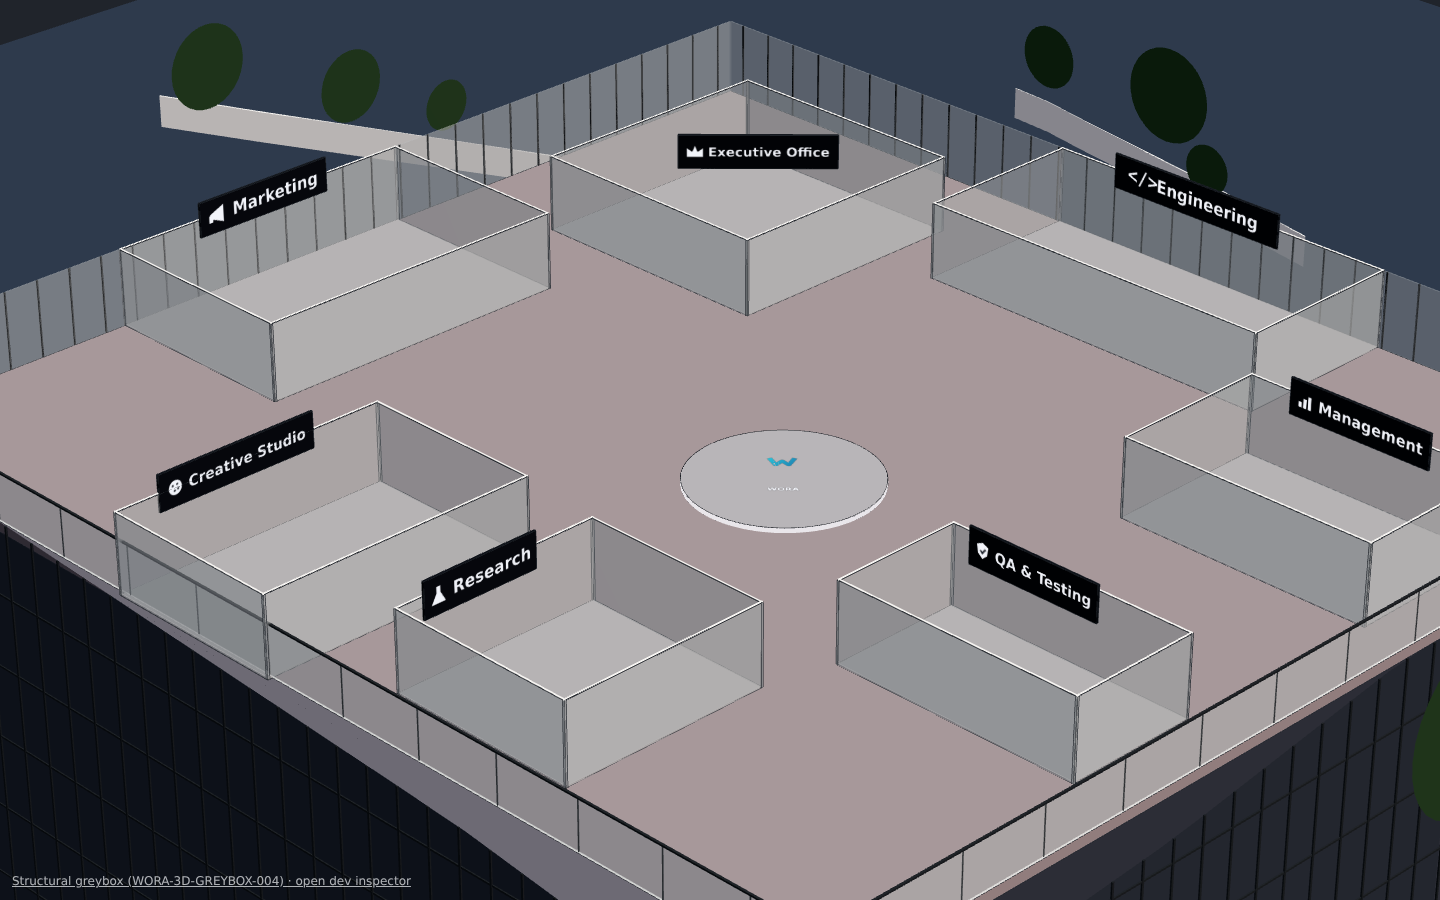 Executive Office
Marketing
</>Engineering
Management
Creative Studio
WORA
Research
QA & Testing
Structural greybox (WORA-3D-GREYBOX-004) · open dev inspector